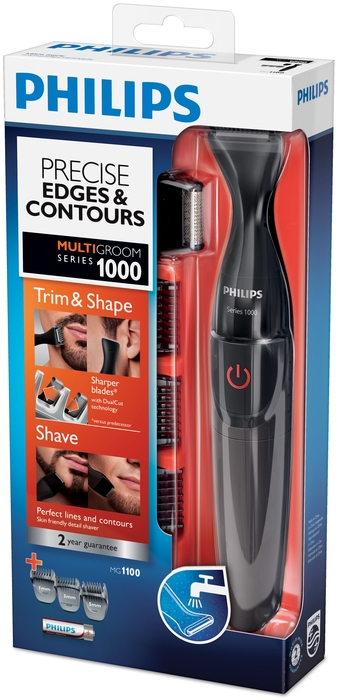 PHILIPS
PRECISE
EDGES &
CONTOURS
MULTIGROOM
SERIES 1000
Trim & Shape
Sharper
blades*
with DualCut
technology
*versus predecessor
Shave
Perfect lines and contours
Skin friendly detail shaver
2 year guarantee
MG1100
+
PHILIPS
PHILIPS
Series 1000
PHILIPS